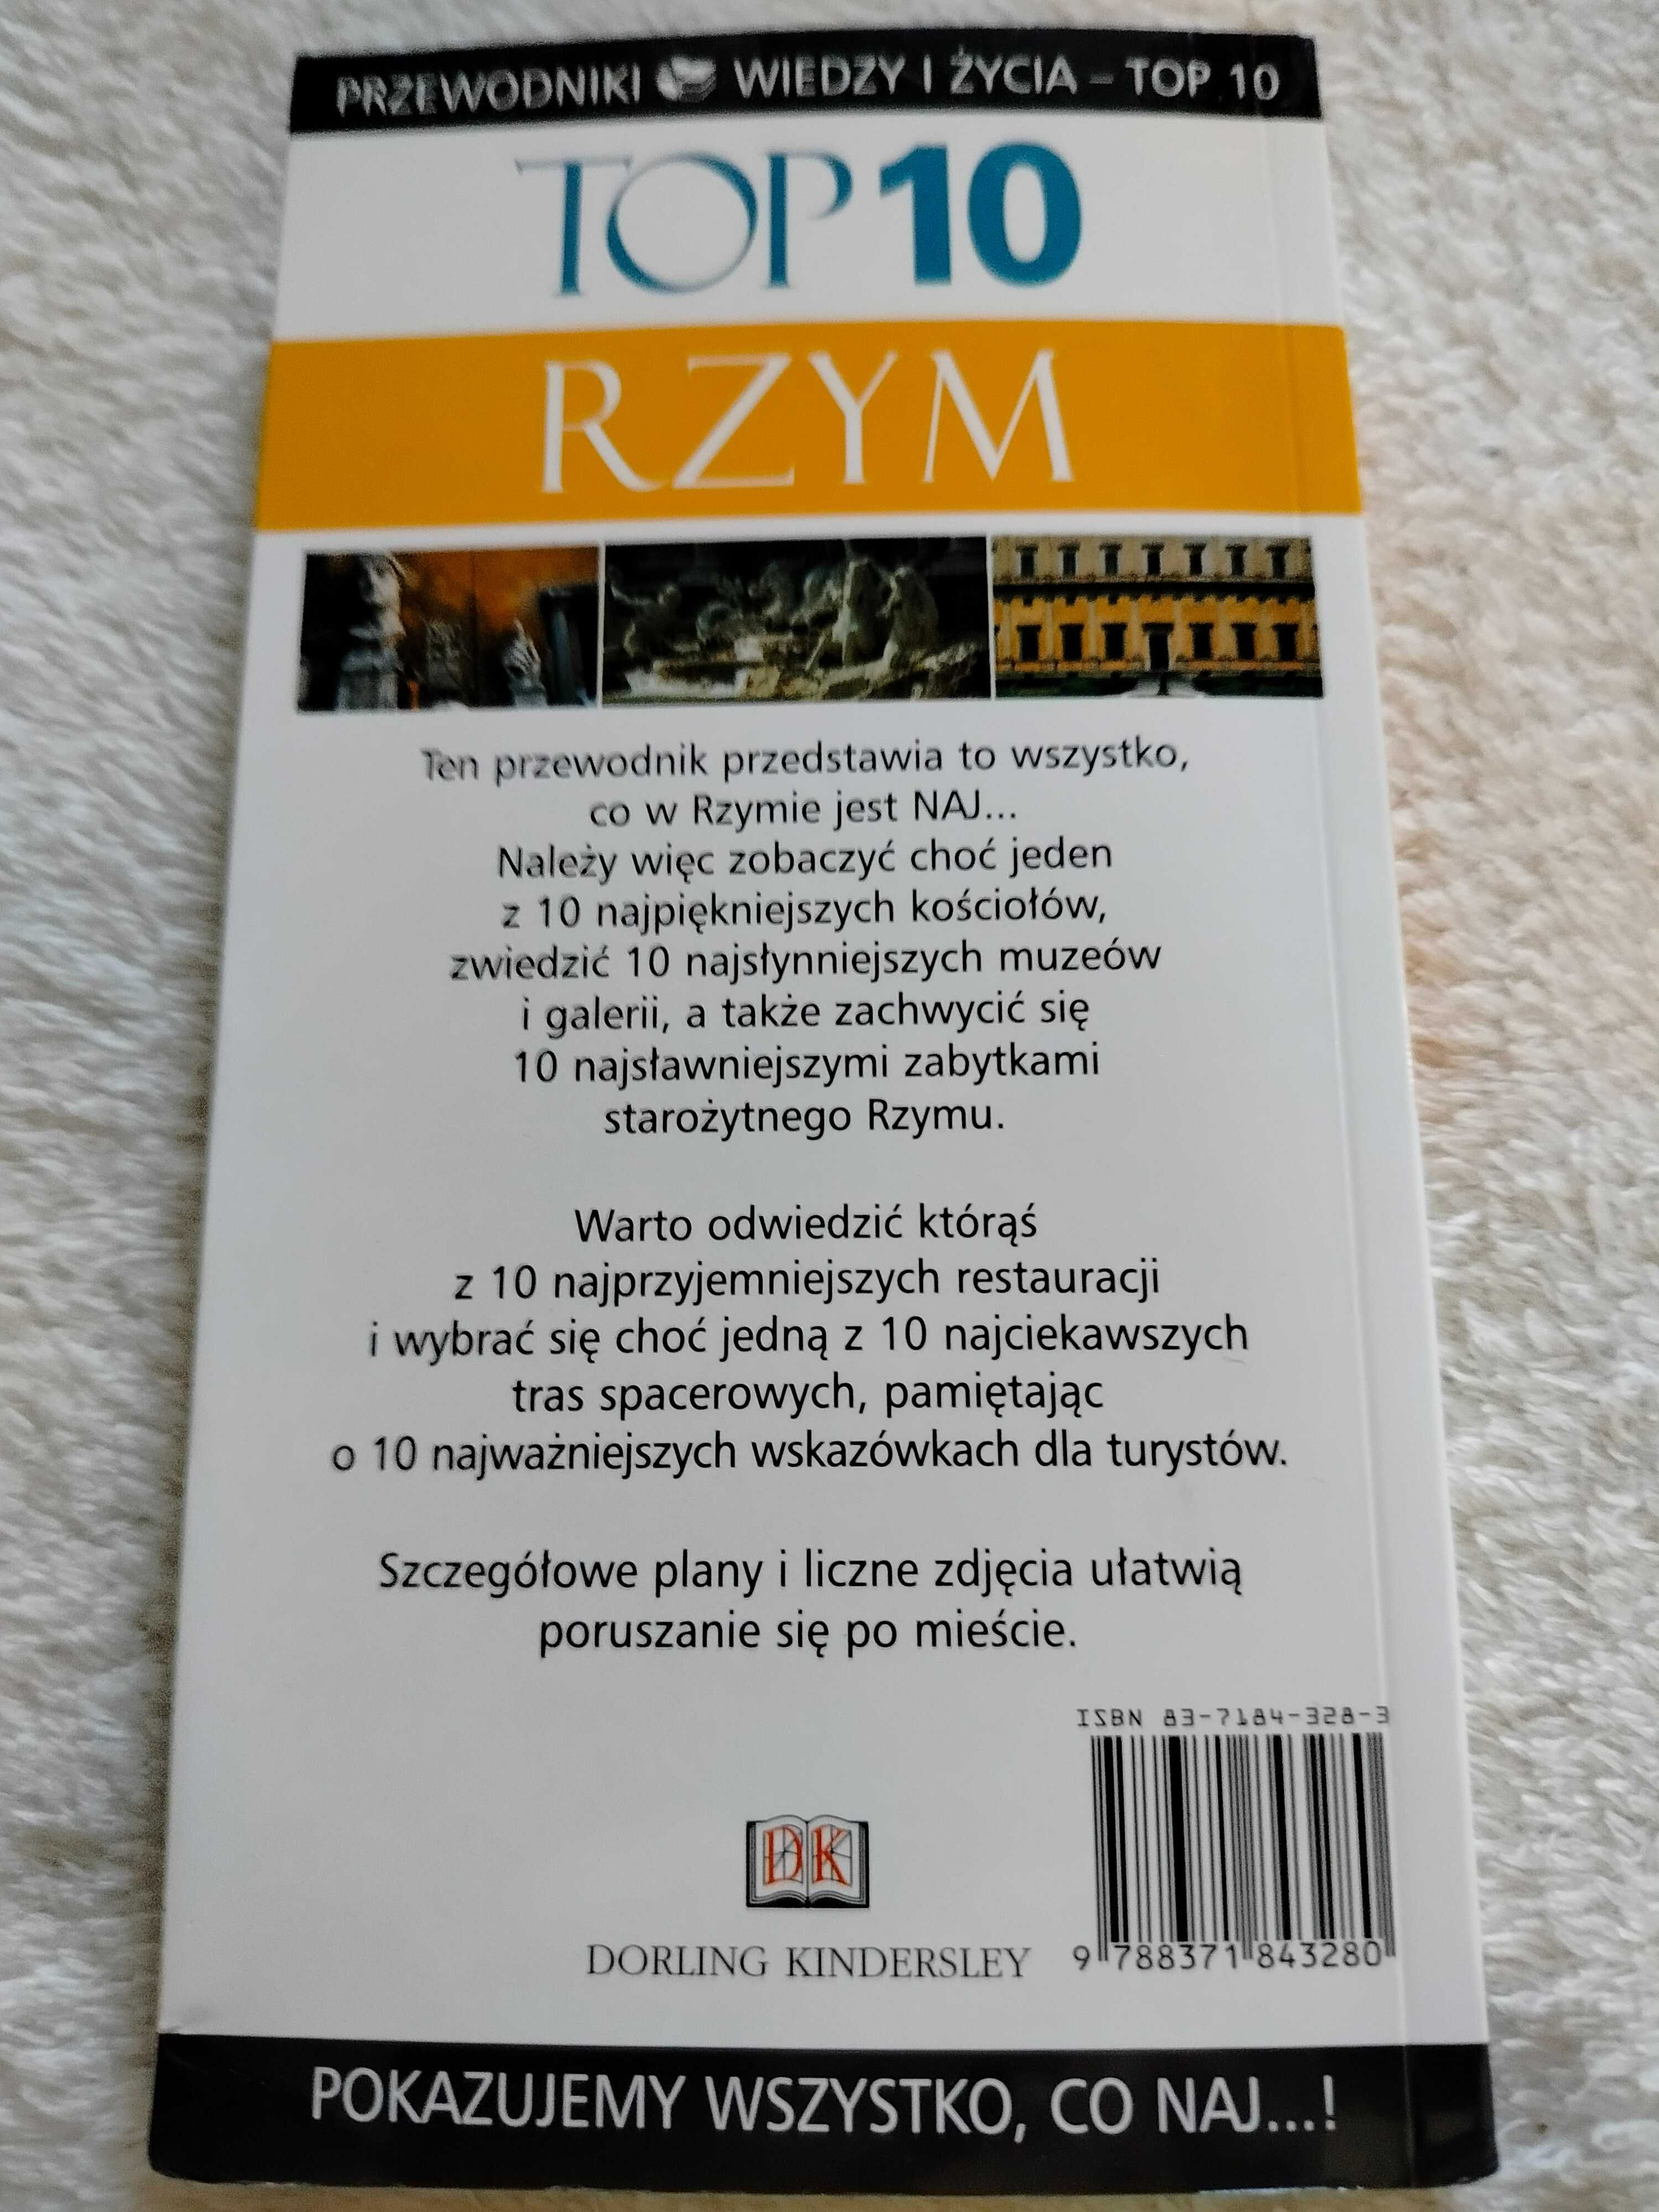 PRZEWODNIKI WIEDZY I ŻYCIA – TOP 10
TOP 10
RZYM
Ten przewodnik przedstawia to wszystko,
co w Rzymie jest NAJ...
Należy więc zobaczyć choć jeden
z 10 najpiękniejszych kościołów,
zwiedzić 10 najsłynniejszych muzeów
i galerii, a także zachwycić się
10 najsławniejszymi zabytkami
starożytnego Rzymu.
Warto odwiedzić którąś
z 10 najprzyjemniejszych restauracji
i wybrać się choć jedną z 10 najciekawszych
tras spacerowych, pamiętając
o 10 najważniejszych wskazówkach dla turystów.
Szczegółowe plany i liczne zdjęcia ułatwią
poruszanie się po mieście.
ISBN 83-7184-328-3
DK
DORLING KINDERSLEY
9 788371 843280
POKAZUJEMY WSZYSTKO, CO NAJ...!